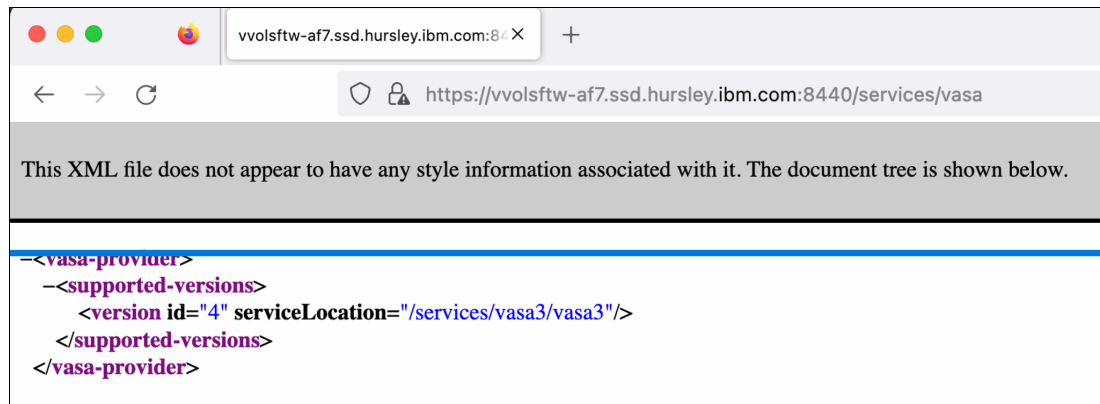 vvolsftw-af7.ssd.hursley.ibm.com:84
https://vvolsftw-af7.ssd.hursley.ibm.com:8440/services/vasa
This XML file does not appear to have any style information associated with it. The document tree is shown below.
–<vasa-provider>
–<supported-versions>
<version id="4" serviceLocation="/services/vasa3/vasa3"/>
</supported-versions>
</vasa-provider>